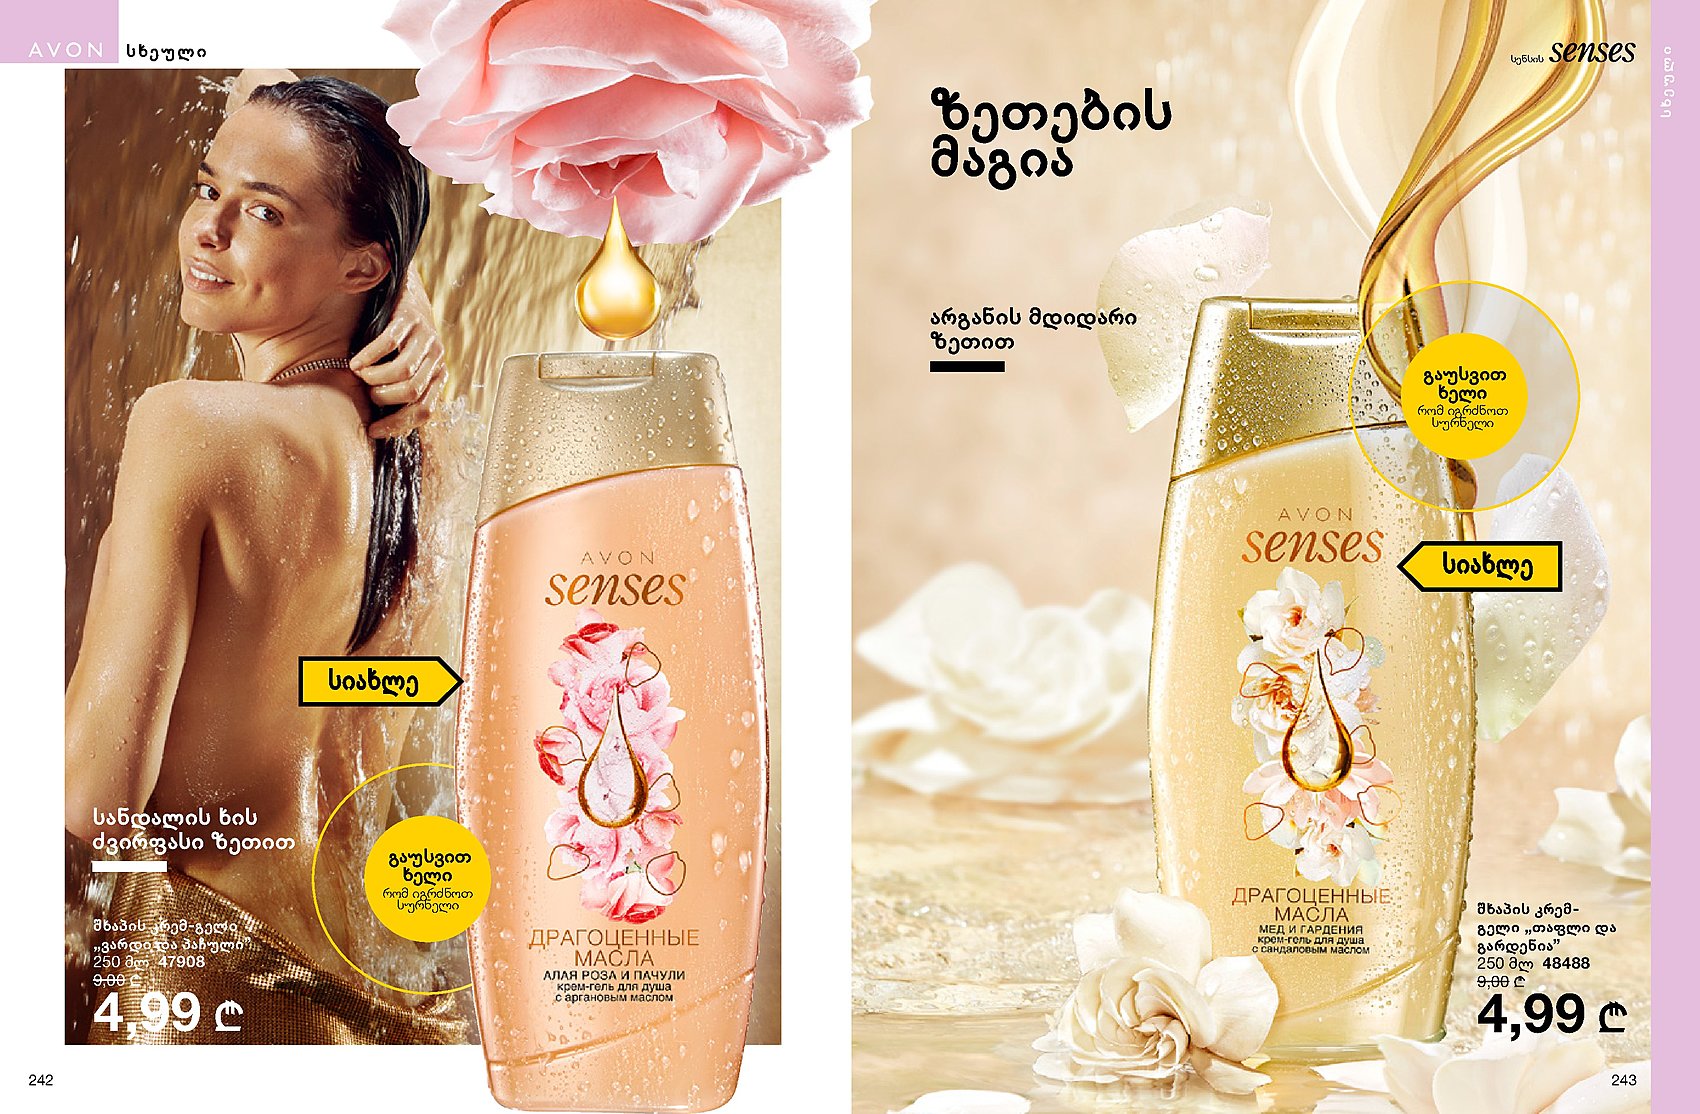 AVON სხეული
სიახლე
სანდალის ხის
ძვირფასი ზეთით
გაუსვით
ხელი
რომ იგრძნოთ
სურნელი
შხაპის კრემ-გელი
„ვარდი და პაჩული”
250 მლ 47908
9,00 ₾
4,99 ₾
AVON
senses
ДРАГОЦЕННЫЕ
МАСЛА
АЛАЯ РОЗА И ПАЧУЛИ
крем-гель для душа
с аргановым маслом
242
სენსის senses
სხეული
ზეთების
მაგია
არგანის მდიდარი
ზეთით
გაუსვით
ხელი
რომ იგრძნოთ
სურნელი
სიახლე
AVON
senses
ДРАГОЦЕННЫЕ
МАСЛА
МЕД И ГАРДЕНИЯ
крем-гель для душа
с сандаловым маслом
შხაპის კრემ-
გელი „თაფლი და
გარდენია”
250 მლ 48488
9,00 ₾
4,99 ₾
243